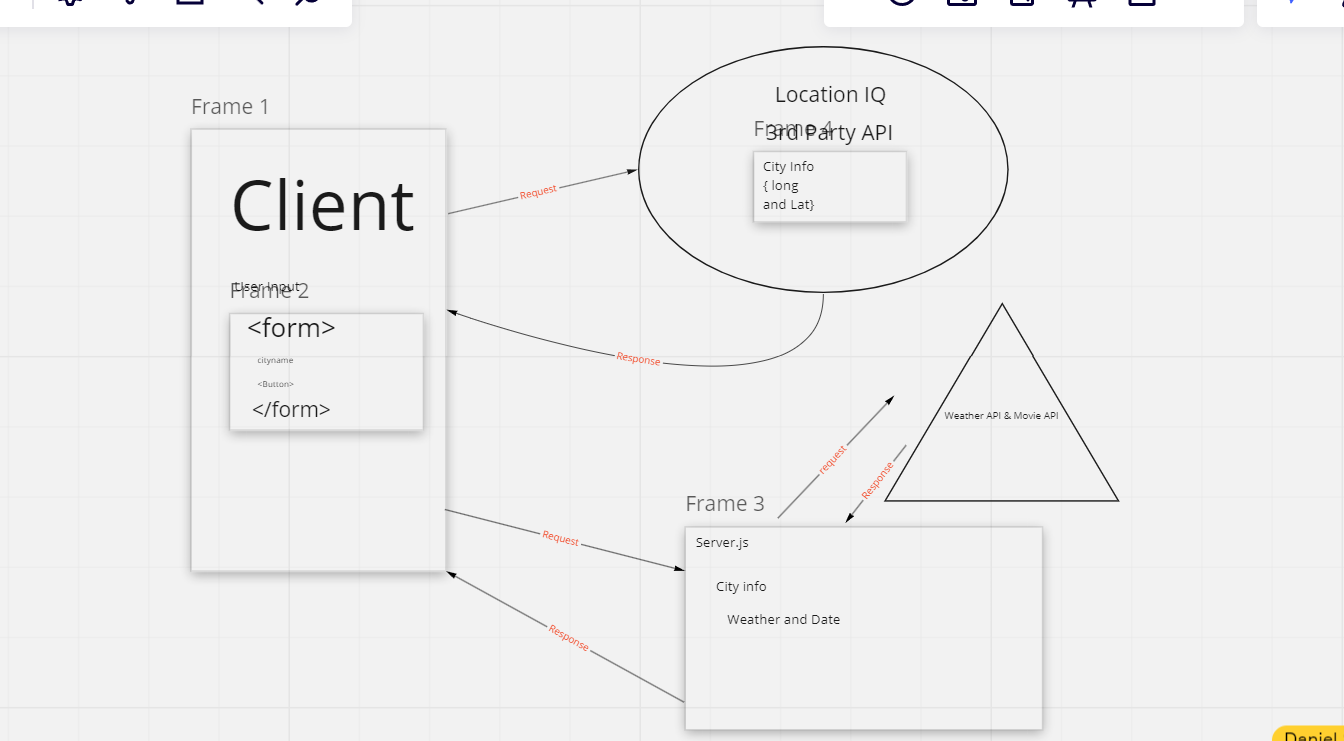 Frame 1
Client
User Input
Frame 2
<form>
cityname
<Button>
</form>
Request
Response
Location IQ
3rd Party API
Frame 4
City Info
{ long
and Lat}
Weather API & Movie API
request
Response
Frame 3
Server.js
City info
Weather and Date
Request
Response
Daniel